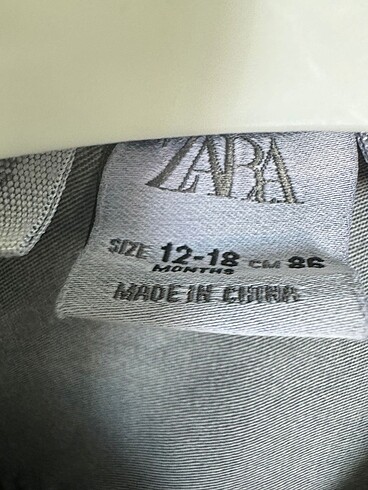 ZARA
SIZE 12-18 CM 86
MONTHS
MADE IN CHINA